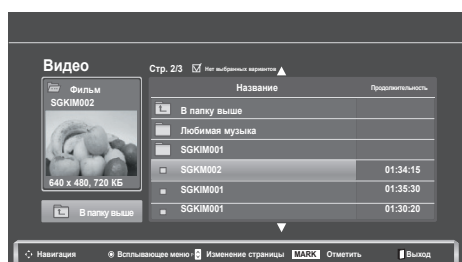 Видео
Стр. 2/3 Нет выбранных вариантов
Фильм
SGKIM002
640 x 480, 720 КБ
В папку выше
Название Продолжительность
В папку выше
Любимая музыка
SGKIM001
SGKM002 01:34:15
SGKIM001 01:35:30
SGKIM001 01:30:20
Навигация Всплывающее меню Изменение страницы MARK Отметить Выход